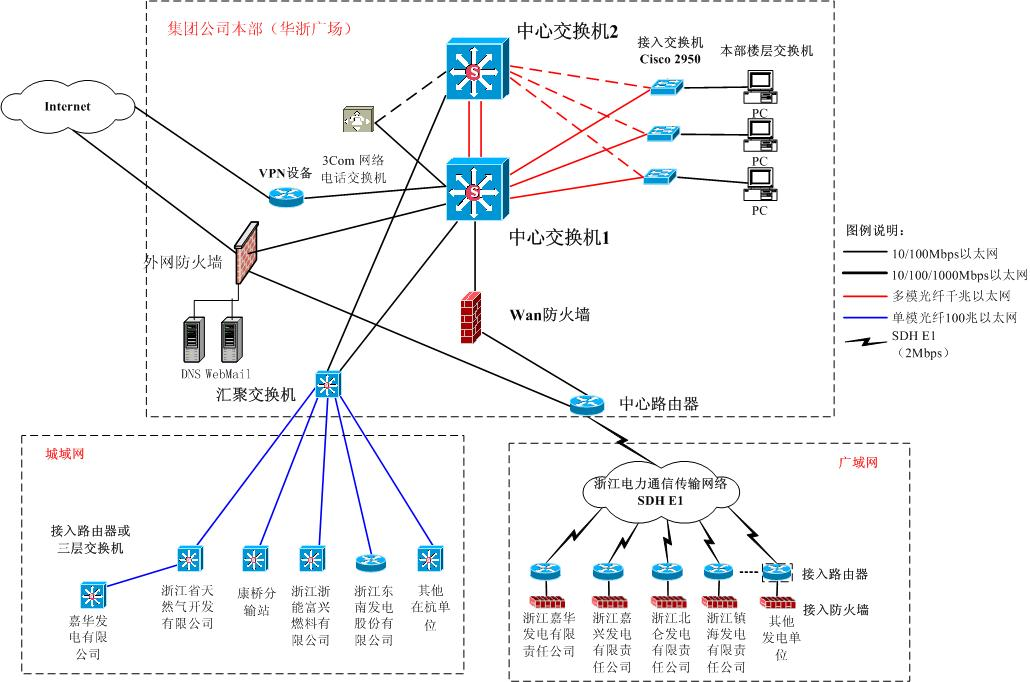 集团公司本部（华浙广场）
中心交换机2
接入交换机
Cisco 2950
本部楼层交换机
Internet
PC
3Com 网络
电话交换机
VPN设备
PC
PC
中心交换机1
外网防火墙
图例说明：
10/100Mbps以太网
10/100/1000Mbps以太网
多模光纤千兆以太网
单模光纤100兆以太网
SDH E1
（2Mbps）
Wan防火墙
DNS
WebMail
汇聚交换机
中心路由器
城域网
接入路由器或
三层交换机
嘉华发
电有限
公司
浙江省天
然气开发
有限公司
康桥分
输站
浙江浙
能富兴
燃料有
限公司
浙江东
南发电
股份有
限公司
其他
在杭单
位
广域网
浙江电力通信传输网络
SDH E1
接入路由器
接入防火墙
浙江嘉华
发电有限
责任公司
浙江嘉
兴发电
有限责
任公司
浙江北
仑发电
有限责
任公司
浙江镇
海发电
有限责
任公司
其他
发电单
位